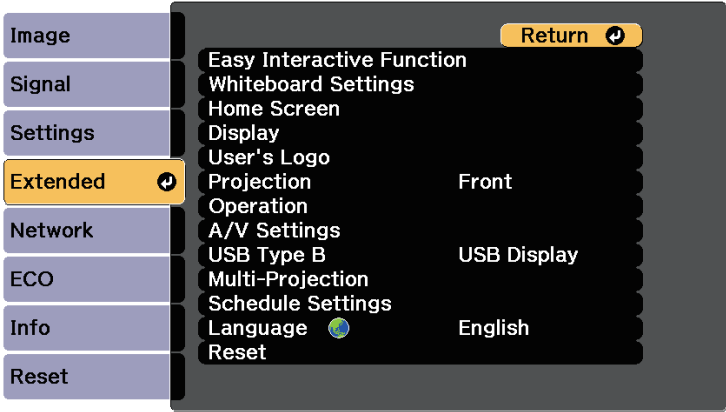 Image
Signal
Settings
Extended
Network
ECO
Info
Reset
Return
Easy Interactive Function
Whiteboard Settings
Home Screen
Display
User's Logo
Projection Front
Operation
A/V Settings
USB Type B USB Display
Multi-Projection
Schedule Settings
Language English
Reset